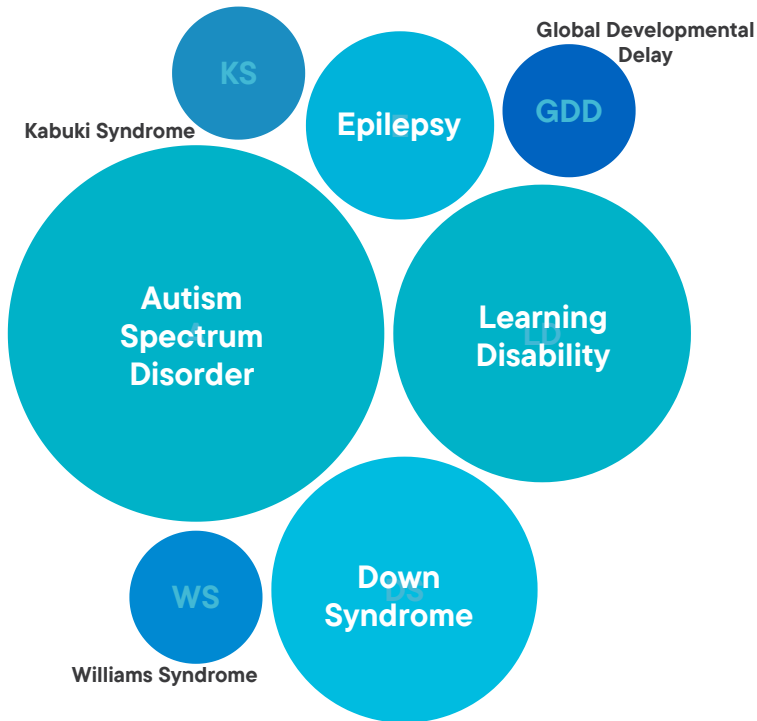 Global Developmental
Delay
KS
GDD
Epilepsy
E
Kabuki Syndrome
Autism
Spectrum
Disorder
A
Learning
Disability
LD
Down
Syndrome
DS
WS
Williams Syndrome